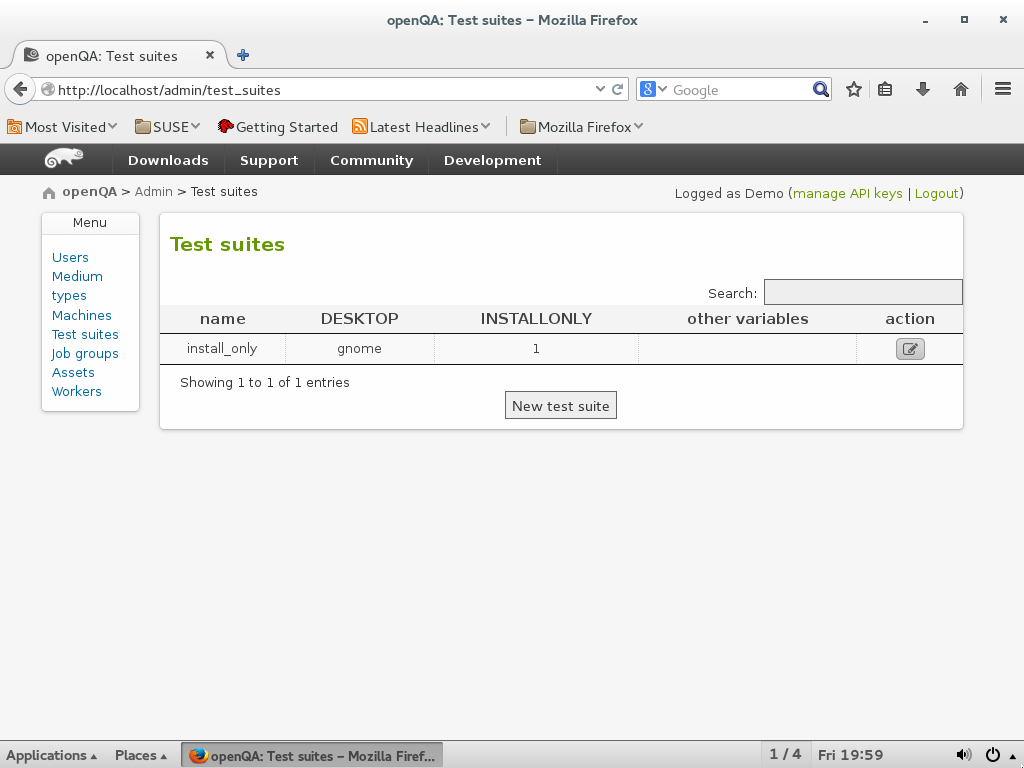 openQA: Test suites – Mozilla Firefox
openQA: Test suites
http://localhost/admin/test_suites
Google
Most Visited
SUSE
Getting Started
Latest Headlines
Mozilla Firefox
Downloads
Support
Community
Development
openQA > Admin > Test suites
Logged as Demo (manage API keys | Logout)
Menu
Users
Medium
types
Machines
Test suites
Job groups
Assets
Workers
Test suites
Search:
name DESKTOP INSTALLONLY other variables action
install_only gnome 1
Showing 1 to 1 of 1 entries
New test suite
Applications
Places
openQA: Test suites – Mozilla Firef...
1 / 4
Fri 19:59